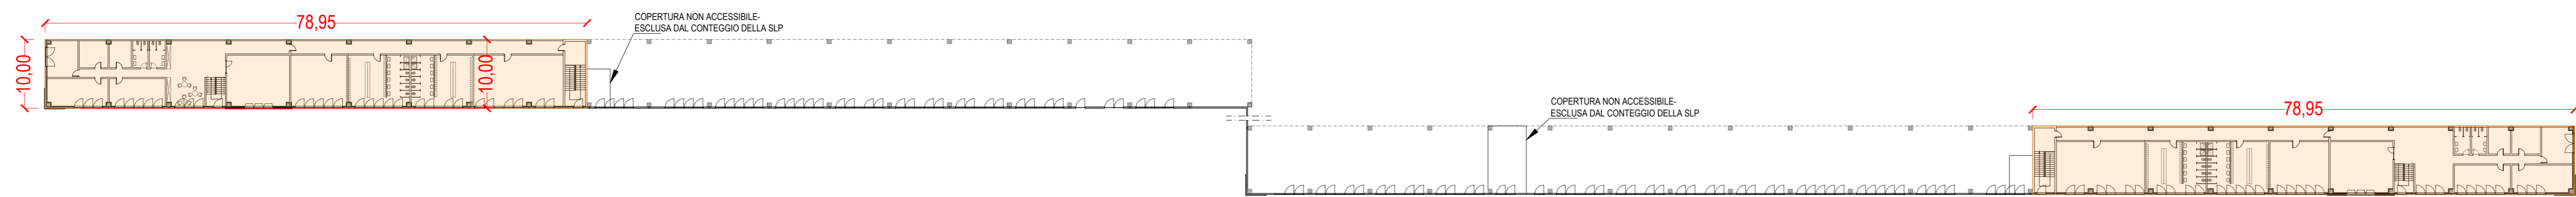 78,95
COPERTURA NON ACCESSIBILE-
ESCLUSA DAL CONTEGGIO DELLA SLP
10,00
10,00
COPERTURA NON ACCESSIBILE-
ESCLUSA DAL CONTEGGIO DELLA SLP
78,95